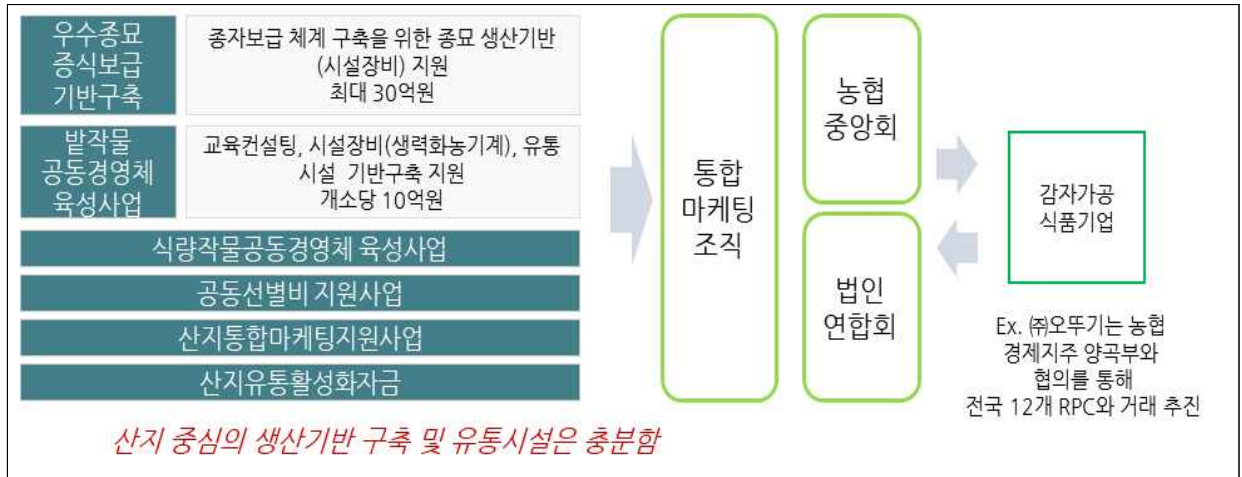 우수종묘
증식보급
기반구축
종자보급 체계 구축을 위한 종묘 생산기반
(시설장비) 지원
최대 30억원
밭작물
공동경영체
육성사업
교육컨설팅, 시설장비(생력화농기계), 유통
시설 기반구축 지원
개소당 10억원
식량작물공동경영체 육성사업
공동선별비 지원사업
산지통합마케팅지원사업
산지유통활성화자금
산지 중심의 생산기반 구축 및 유통시설은 충분함
통합
마케팅
조직
농협
중앙회
법인
연합회
감자가공
식품기업
Ex. ㈜오뚜기는 농협
경제지주 양곡부와
협의를 통해
전국 12개 RPC와 거래 추진